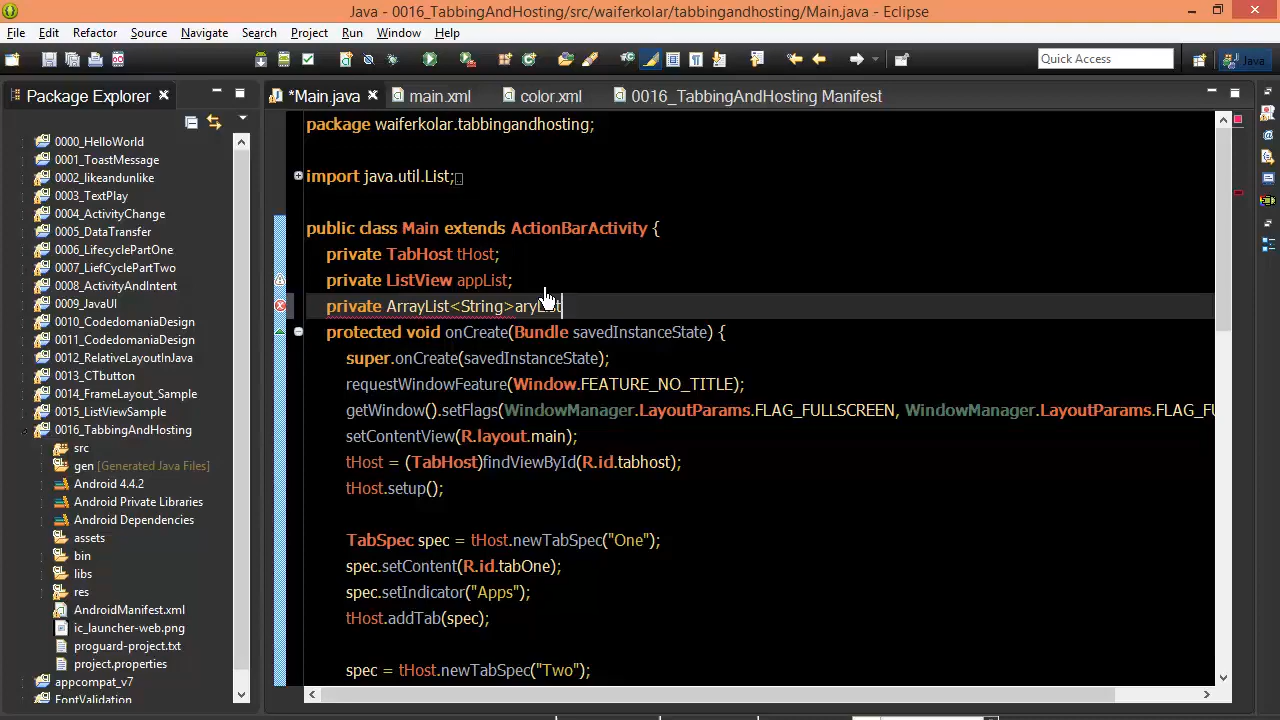 Java - 0016_TabbingAndHosting/src/waiferkolar/tabbingandhosting/Main.java - Eclipse
File Edit Refactor Source Navigate Search Project Run Window Help
Quick Access
Java
Package Explorer
*Main.java
main.xml
color.xml
0016_TabbingAndHosting Manifest
0000_HelloWorld
0001_ToastMessage
0002_likeandunlike
0003_TextPlay
0004_ActivityChange
0005_DataTransfer
0006_LifecyclePartOne
0007_LiefCyclePartTwo
0008_ActivityAndIntent
0009_JavaUI
0010_CodedomaniaDesign
0011_CodedomaniaDesign
0012_RelativeLayoutInJava
0013_CTbutton
0014_FrameLayout_Sample
0015_ListViewSample
0016_TabbingAndHosting
src
gen [Generated Java Files]
Android 4.4.2
Android Private Libraries
Android Dependencies
assets
bin
libs
res
AndroidManifest.xml
ic_launcher-web.png
proguard-project.txt
project.properties
appcompat_v7
FontValidation
package waiferkolar.tabbingandhosting;
import java.util.List;
public class Main extends ActionBarActivity {
private TabHost tHost;
private ListView appList;
private ArrayList<String>aryList
protected void onCreate(Bundle savedInstanceState) {
super.onCreate(savedInstanceState);
requestWindowFeature(Window.FEATURE_NO_TITLE);
getWindow().setFlags(WindowManager.LayoutParams.FLAG_FULLSCREEN, WindowManager.LayoutParams.FLAG_FU
setContentView(R.layout.main);
tHost = (TabHost)findViewById(R.id.tabhost);
tHost.setup();
TabSpec spec = tHost.newTabSpec("One");
spec.setContent(R.id.tabOne);
spec.setIndicator("Apps");
tHost.addTab(spec);
spec = tHost.newTabSpec("Two");